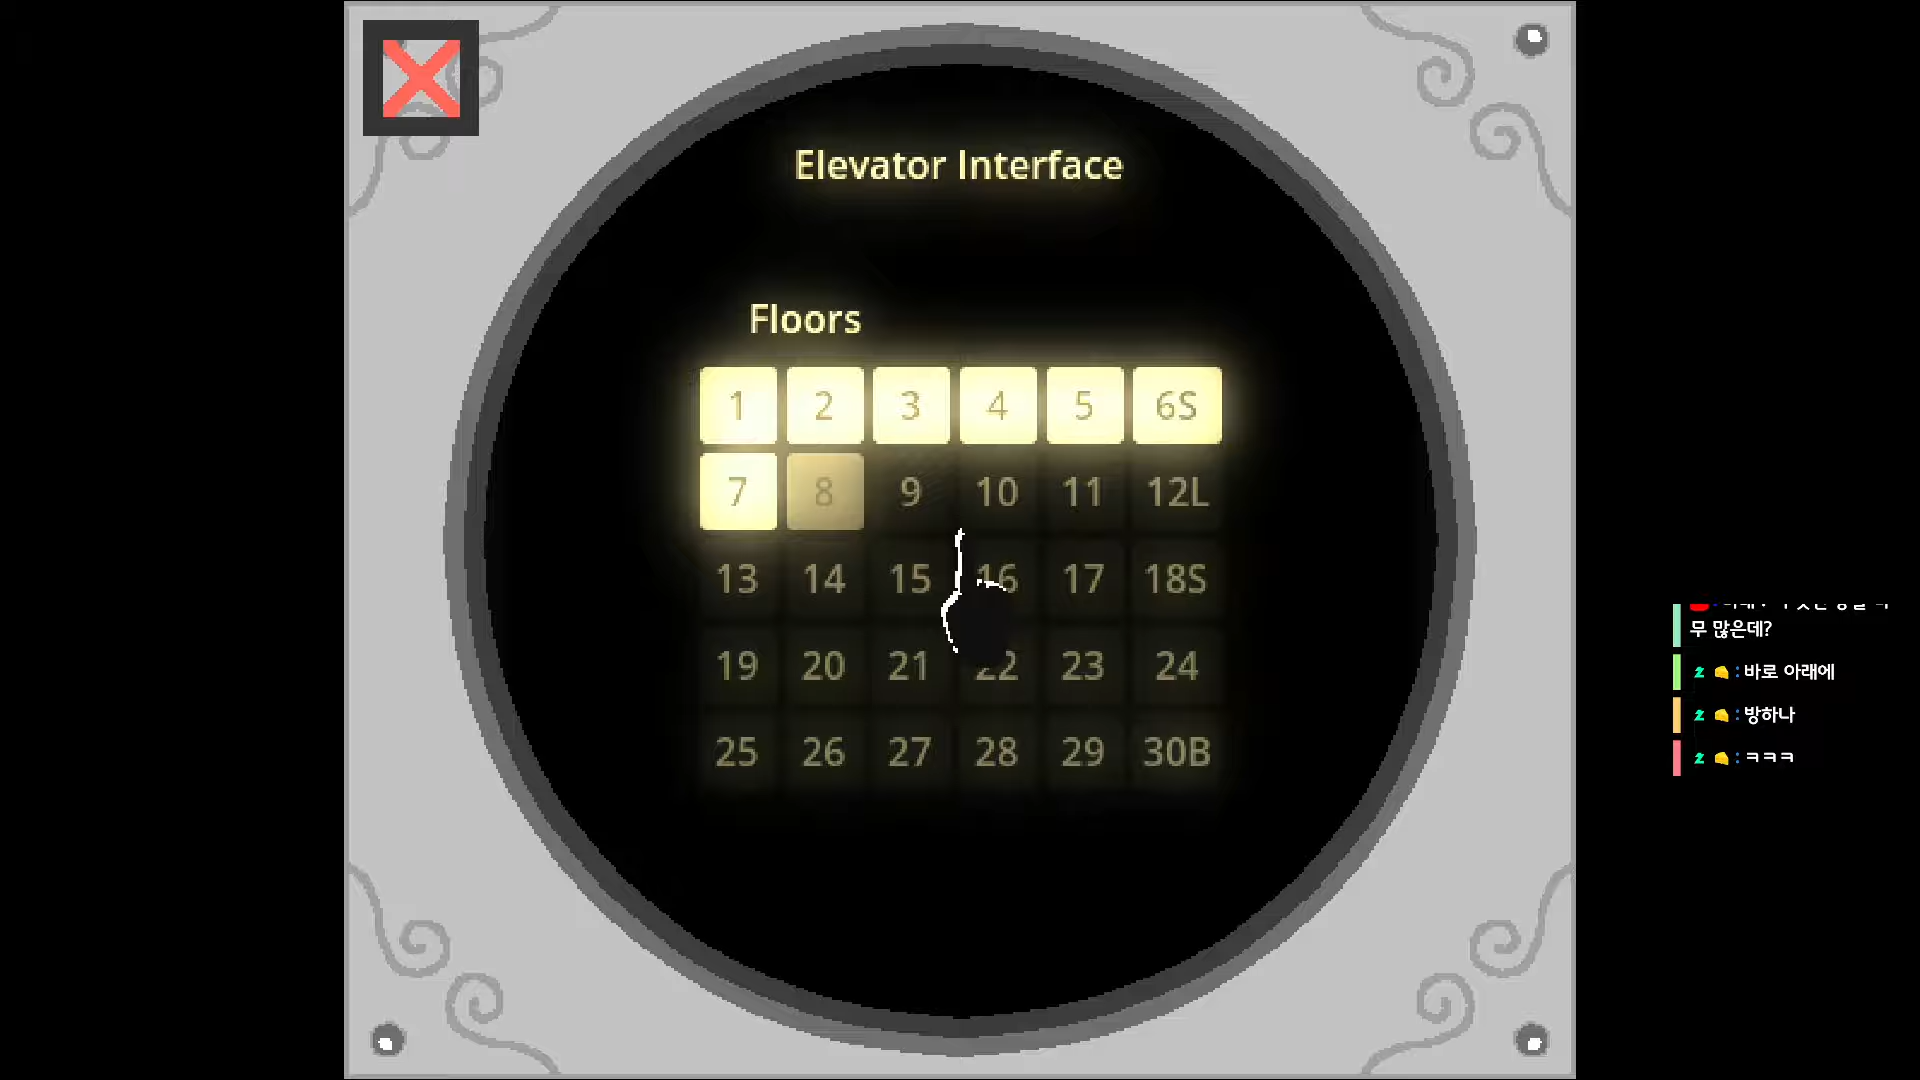 Elevator Interface
Floors
1 2 3 4 5 6S
7 8 9 10 11 12L
13 14 15 16 17 18S
19 20 21 22 23 24
25 26 27 28 29 30B
무 많은데?
z : 바로 아래에
z : 방하나
z : ㅋㅋㅋ